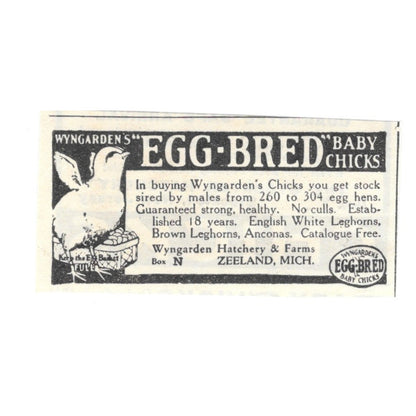 WYNGARDEN'S "EGG-BRED" BABY CHICKS
In buying Wyngarden's Chicks you get stock
sired by males from 260 to 304 egg hens.
Guaranteed strong, healthy. No culls. Estab-
lished 18 years. English White Leghorns,
Brown Leghorns, Anconas. Catalogue Free.
Wyngarden Hatchery & Farms
Box N ZEELAND, MICH.
Keep the Egg Basket
FULL
WYNGARDEN'S
EGG-BRED
BABY CHICKS